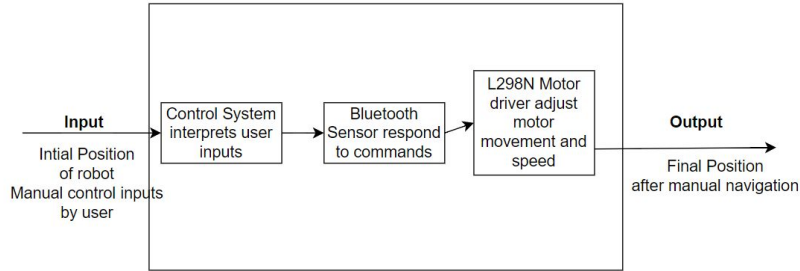 Input
Intial Position
of robot
Manual control inputs
by user
Control System
interprets user
inputs
Bluetooth
Sensor respond
to commands
L298N Motor
driver adjust
motor
movement and
speed
Output
Final Position
after manual navigation